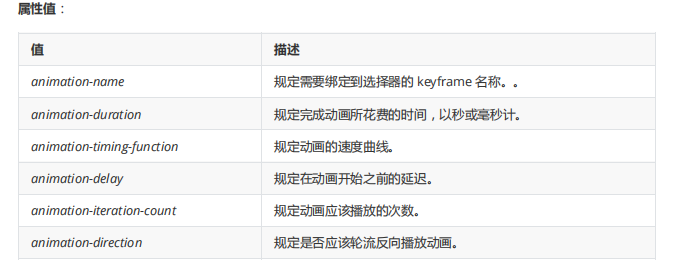 属性值：
值 描述
animation-name 规定需要绑定到选择器的 keyframe 名称。。
animation-duration 规定完成动画所花费的时间，以秒或毫秒计。
animation-timing-function 规定动画的速度曲线。
animation-delay 规定在动画开始之前的延迟。
animation-iteration-count 规定动画应该播放的次数。
animation-direction 规定是否应该轮流反向播放动画。